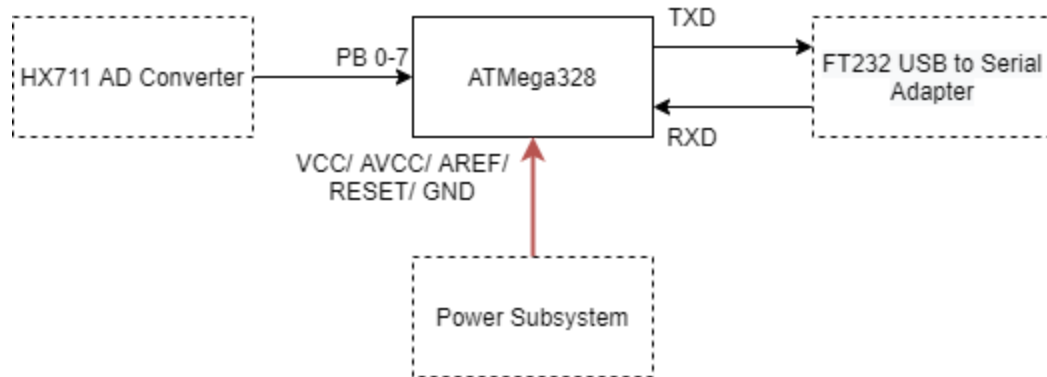 TXD
HX711 AD Converter
PB 0-7
ATMega328
FT232 USB to Serial
Adapter
RXD
VCC/ AVCC/ AREF/
RESET/ GND
Power Subsystem